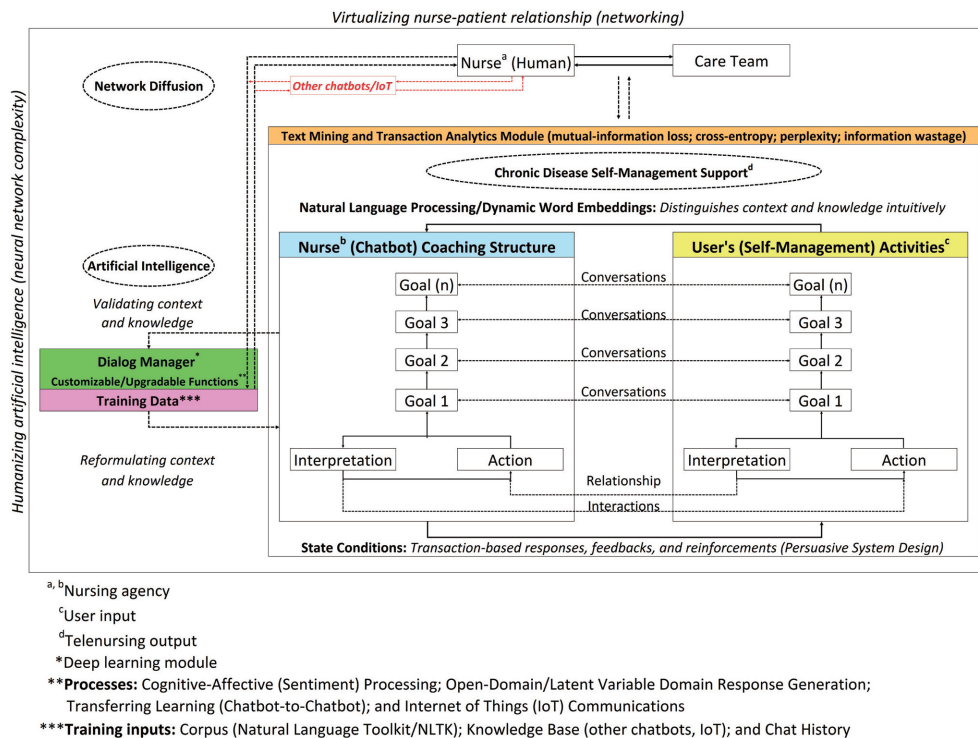 Virtualizing nurse-patient relationship (networking)
Humanizing artificial intelligence (neural network complexity)
Nurseᵃ (Human)
Care Team
Network Diffusion
Other chatbots/IoT
Text Mining and Transaction Analytics Module (mutual-information loss; cross-entropy; perplexity; information wastage)
Chronic Disease Self-Management Supportᵈ
Natural Language Processing/Dynamic Word Embeddings: Distinguishes context and knowledge intuitively
Nurseᵇ (Chatbot) Coaching Structure
User's (Self-Management) Activitiesᶜ
Artificial Intelligence
Goal (n)
Conversations
Goal (n)
Validating context
and knowledge
Goal 3
Conversations
Goal 3
Dialog Manager*
Customizable/Upgradable Functions**
Training Data***
Goal 2
Conversations
Goal 2
Goal 1
Conversations
Goal 1
Reformulating context
and knowledge
Interpretation
Action
Interpretation
Action
Relationship
Interactions
State Conditions: Transaction-based responses, feedbacks, and reinforcements (Persuasive System Design)
ᵃ, ᵇNursing agency
ᶜUser input
ᵈTelenursing output
*Deep learning module
**Processes: Cognitive-Affective (Sentiment) Processing; Open-Domain/Latent Variable Domain Response Generation;
Transferring Learning (Chatbot-to-Chatbot); and Internet of Things (IoT) Communications
***Training inputs: Corpus (Natural Language Toolkit/NLTK); Knowledge Base (other chatbots, IoT); and Chat History